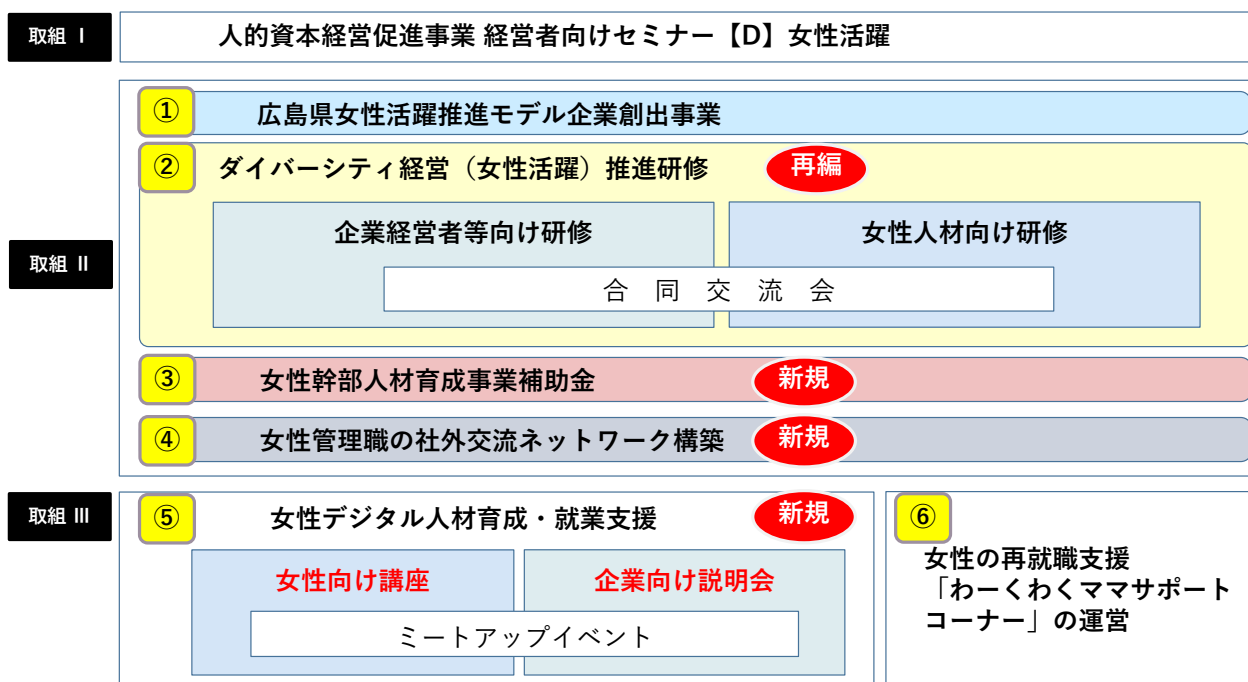 取組 Ⅰ
人的資本経営促進事業 経営者向けセミナー【D】女性活躍
取組 Ⅱ
①
広島県女性活躍推進モデル企業創出事業
②
ダイバーシティ経営（女性活躍）推進研修
再編
企業経営者等向け研修
女性人材向け研修
合 同 交 流 会
③
女性幹部人材育成事業補助金
新規
④
女性管理職の社外交流ネットワーク構築
新規
取組 Ⅲ
⑤
女性デジタル人材育成・就業支援
新規
女性向け講座
企業向け説明会
ミートアップイベント
⑥
女性の再就職支援
「わーくわくママサポート
コーナー」の運営